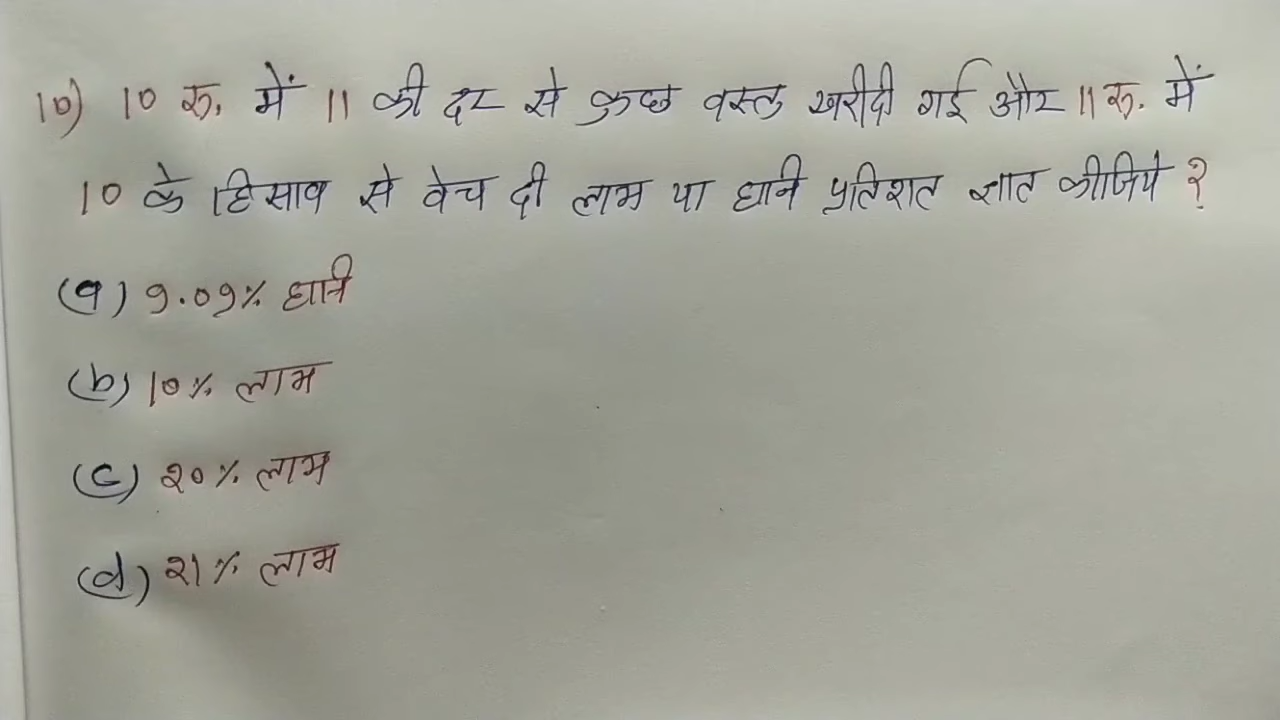 10) 10 रु. में 11 की दर से कुछ वस्तु खरीदी गई और 11 रु. में
10 के हिसाव से वेच दी लाभ या हानि प्रतिशत ज्ञात कीजिये ?
(a) 9.09% हानि
(b) 10% लाभ
(c) 20% लाभ
(d) 21% लाभ